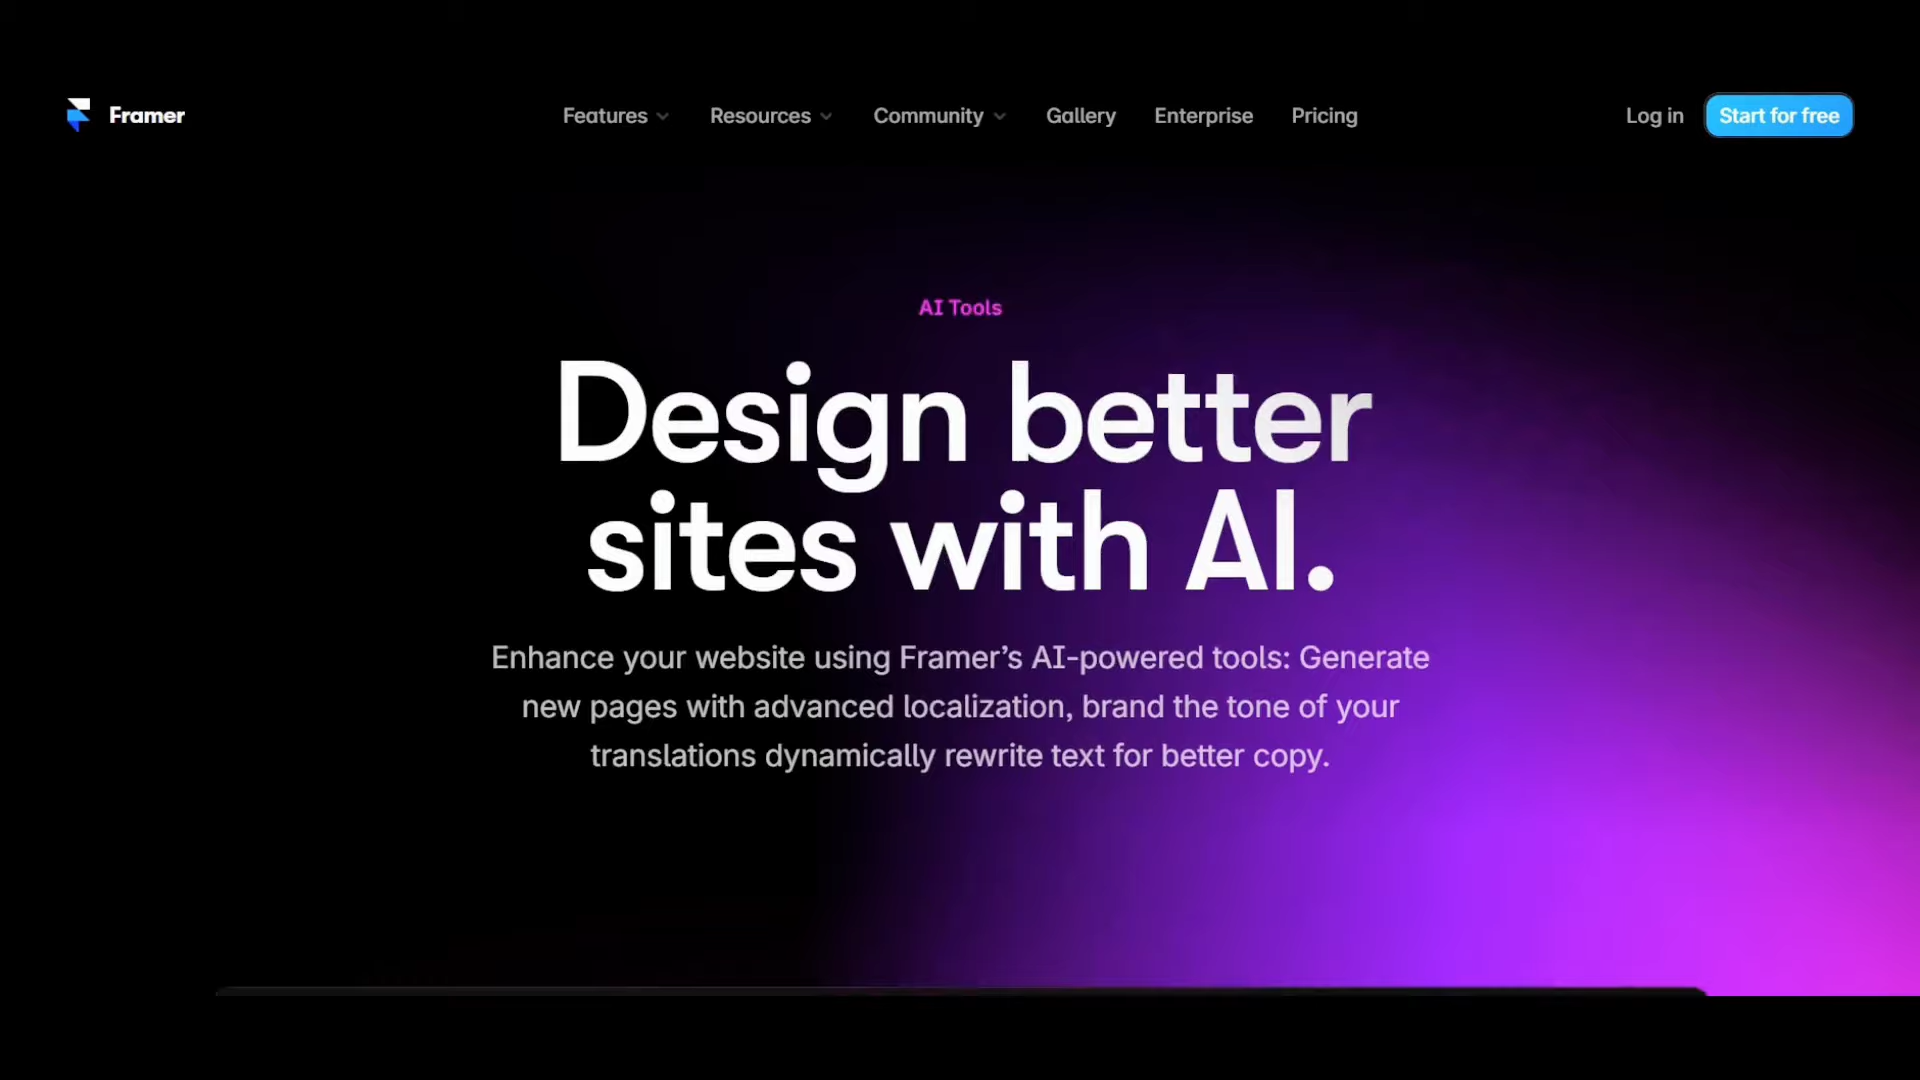 Framer
Features
Resources
Community
Gallery
Enterprise
Pricing
Log in
Start for free
AI Tools
Design better
sites with AI.
Enhance your website using Framer’s AI-powered tools: Generate
new pages with advanced localization, brand the tone of your
translations dynamically rewrite text for better copy.